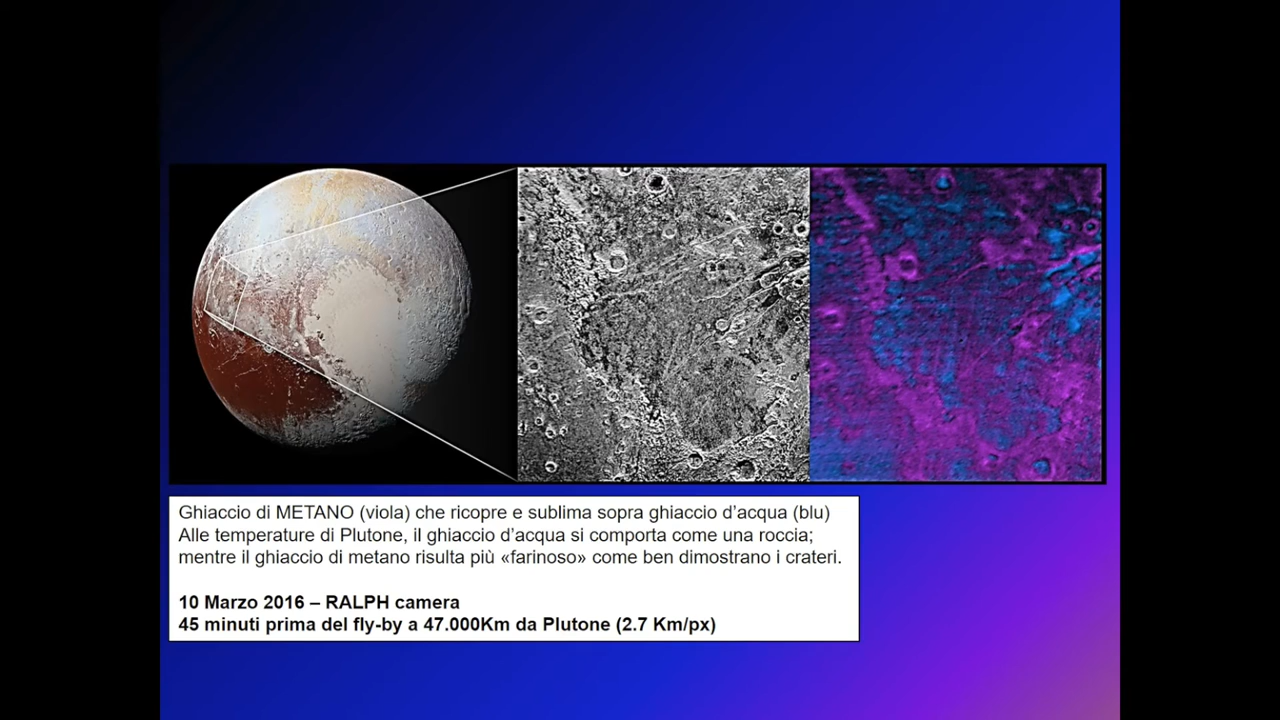 Ghiaccio di METANO (viola) che ricopre e sublima sopra ghiaccio d'acqua (blu)
Alle temperature di Plutone, il ghiaccio d'acqua si comporta come una roccia;
mentre il ghiaccio di metano risulta più «farinoso» come ben dimostrano i crateri.
10 Marzo 2016 – RALPH camera
45 minuti prima del fly-by a 47.000Km da Plutone (2.7 Km/px)